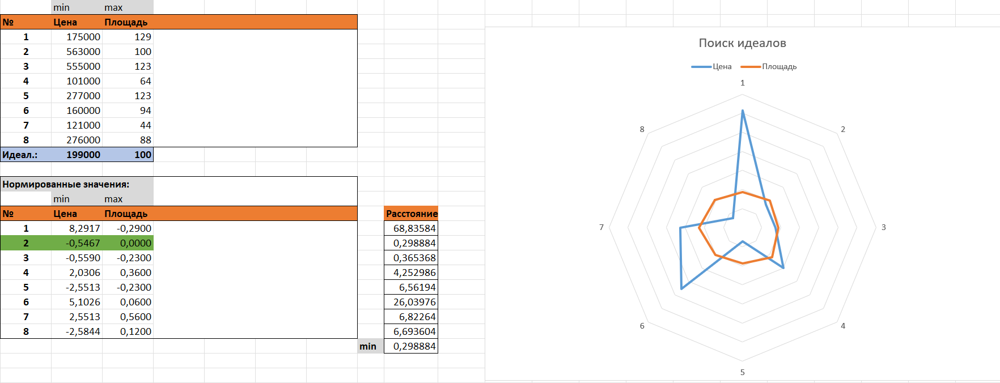 min max
№ Цена Площадь
1 175000 129
2 563000 100
3 555000 123
4 101000 64
5 277000 123
6 160000 94
7 121000 44
8 276000 88
Идеал.: 199000 100
Нормированные значения:
min max
№ Цена Площадь
1 8,2917 -0,2900
2 -0,5467 0,0000
3 -0,5590 -0,2300
4 2,0306 0,3600
5 -2,5513 -0,2300
6 5,1026 0,0600
7 2,5513 0,5600
8 -2,5844 0,1200
Расстояние
68,83584
0,298884
0,365368
4,252986
6,56194
26,03976
6,82264
6,693604
min 0,298884
Поиск идеалов
Цена Площадь
1
2
3
4
5
6
7
8